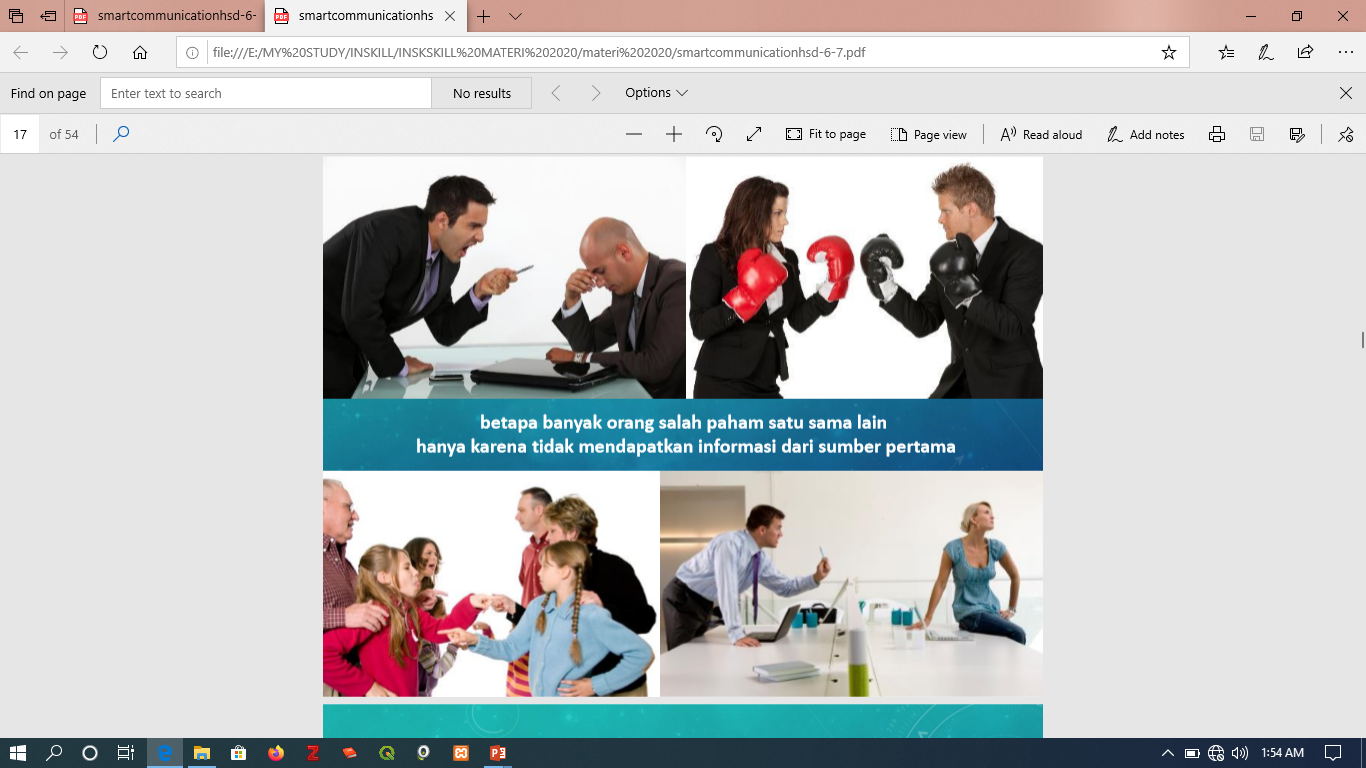 smartcommunicationhsd-6-
smartcommunicationhs
file:///E:/MY%20STUDY/INSKILL/INSKSKILL%20MATERI%202020/materi%202020/smartcommunicationhsd-6-7.pdf
Find on page
Enter text to search
No results
Options
17
of 54
Fit to page
Page view
Read aloud
Add notes
betapa banyak orang salah paham satu sama lain
hanya karena tidak mendapatkan informasi dari sumber pertama
1:54 AM